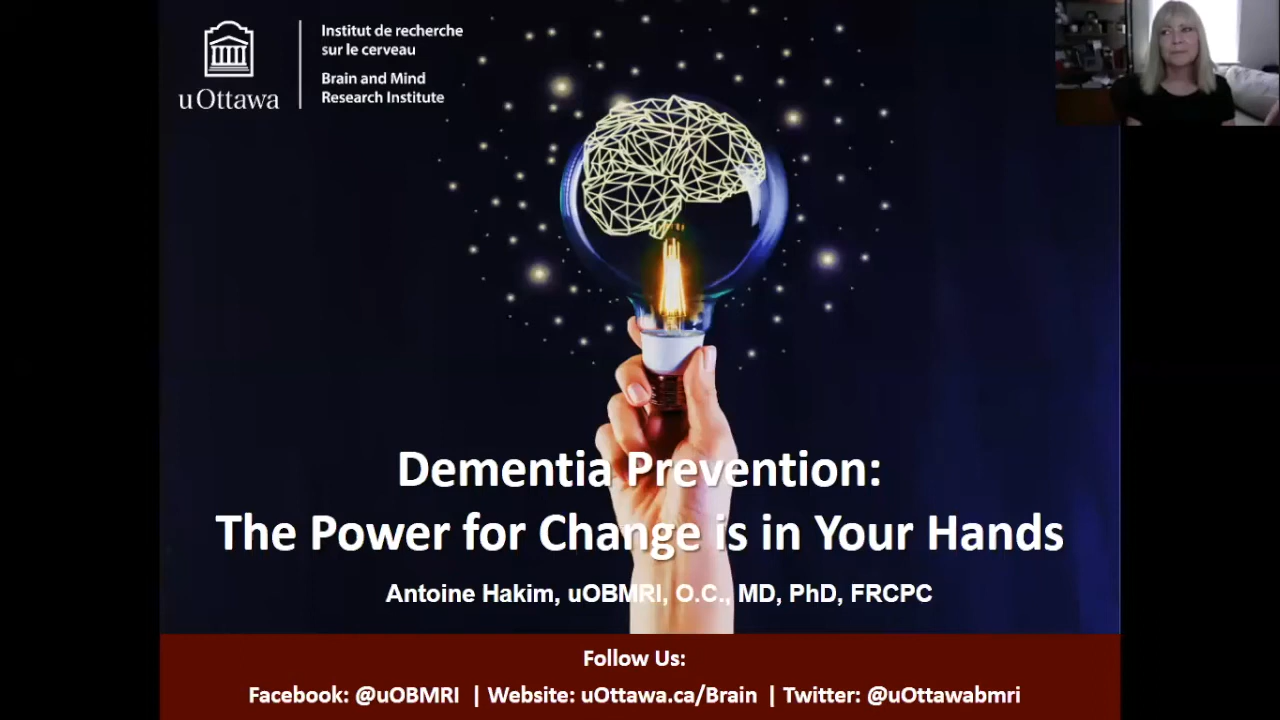 uOttawa
Institut de recherche
sur le cerveau
Brain and Mind
Research Institute
Dementia Prevention:
The Power for Change is in Your Hands
Antoine Hakim, uOBMRI, O.C., MD, PhD, FRCPC
Follow Us:
Facebook: @uOBMRI | Website: uOttawa.ca/Brain | Twitter: @uOttawabmri